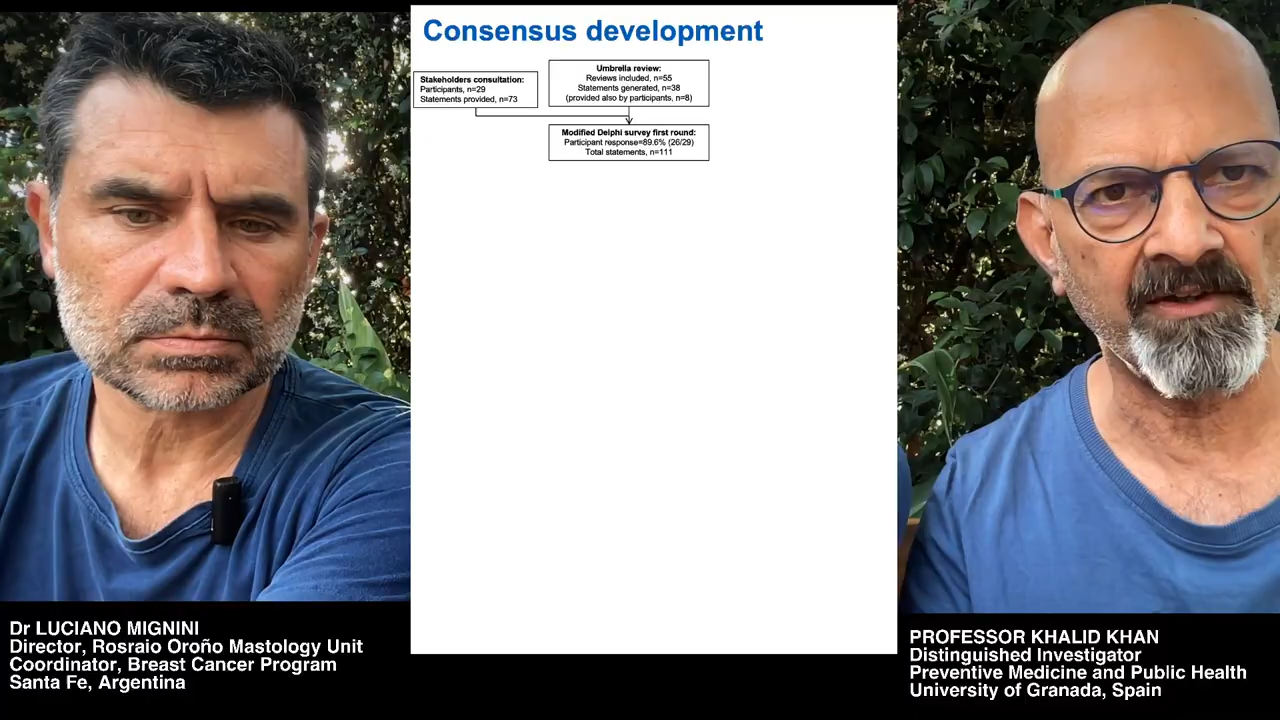 Consensus development
Stakeholders consultation:
Participants, n=29
Statements provided, n=73
Umbrella review:
Reviews included, n=55
Statements generated, n=38
(provided also by participants, n=8)
Modified Delphi survey first round:
Participant response=89.6% (26/29)
Total statements, n=111
Dr LUCIANO MIGNINI
Director, Rosraio Oroño Mastology Unit
Coordinator, Breast Cancer Program
Santa Fe, Argentina
PROFESSOR KHALID KHAN
Distinguished Investigator
Preventive Medicine and Public Health
University of Granada, Spain